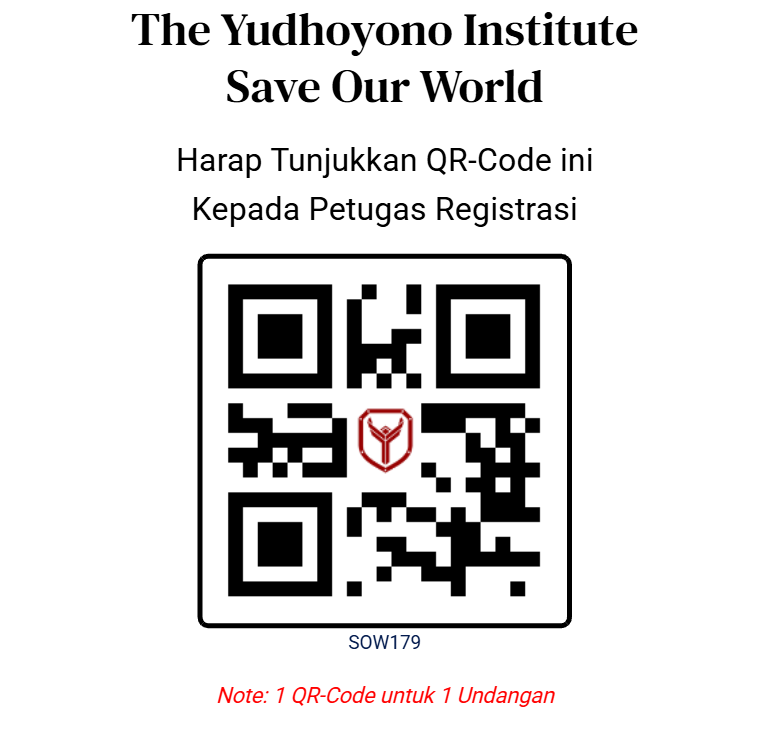 The Yudhoyono Institute
Save Our World
Harap Tunjukkan QR-Code ini
Kepada Petugas Registrasi
SOW179
Note: 1 QR-Code untuk 1 Undangan